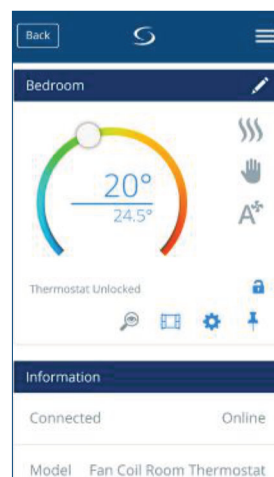 Back
Bedroom
20°
24.5°
A
Thermostat Unlocked
Information
Connected Online
Model Fan Coil Room Thermostat